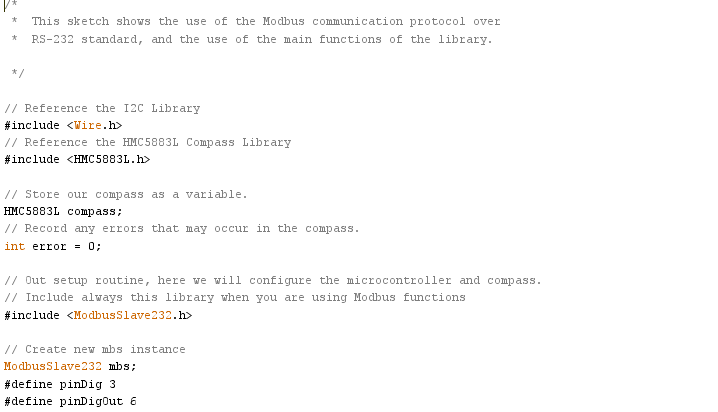 /*
 *  This sketch shows the use of the Modbus communication protocol over
 *  RS-232 standard, and the use of the main functions of the library.
 */
// Reference the I2C Library
#include <Wire.h>
// Reference the HMC5883L Compass Library
#include <HMC5883L.h>
// Store our compass as a variable.
HMC5883L compass;
// Record any errors that may occur in the compass.
int error = 0;
// Out setup routine, here we will configure the microcontroller and compass.
// Include always this library when you are using Modbus functions
#include <ModbusSlave232.h>
// Create new mbs instance
ModbusSlave232 mbs;
#define pinDig 3
#define pinDigOut 6